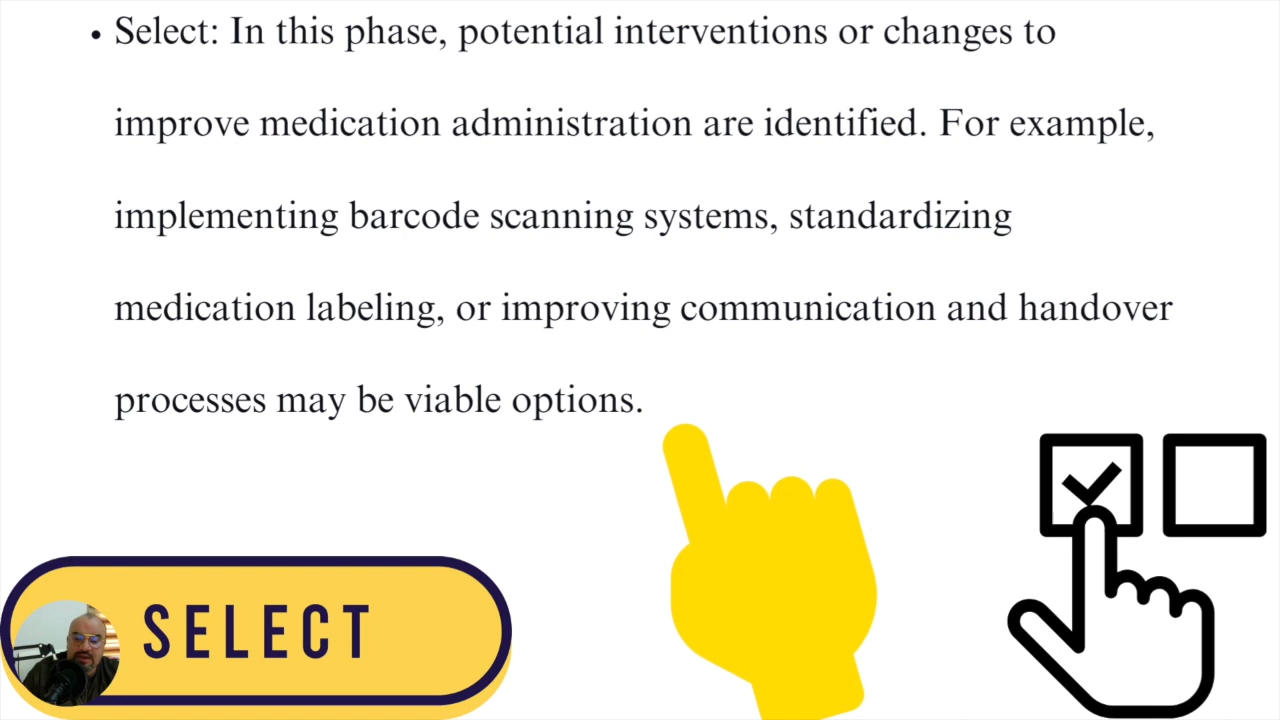 • Select: In this phase, potential interventions or changes to
improve medication administration are identified. For example,
implementing barcode scanning systems, standardizing
medication labeling, or improving communication and handover
processes may be viable options.
SELECT